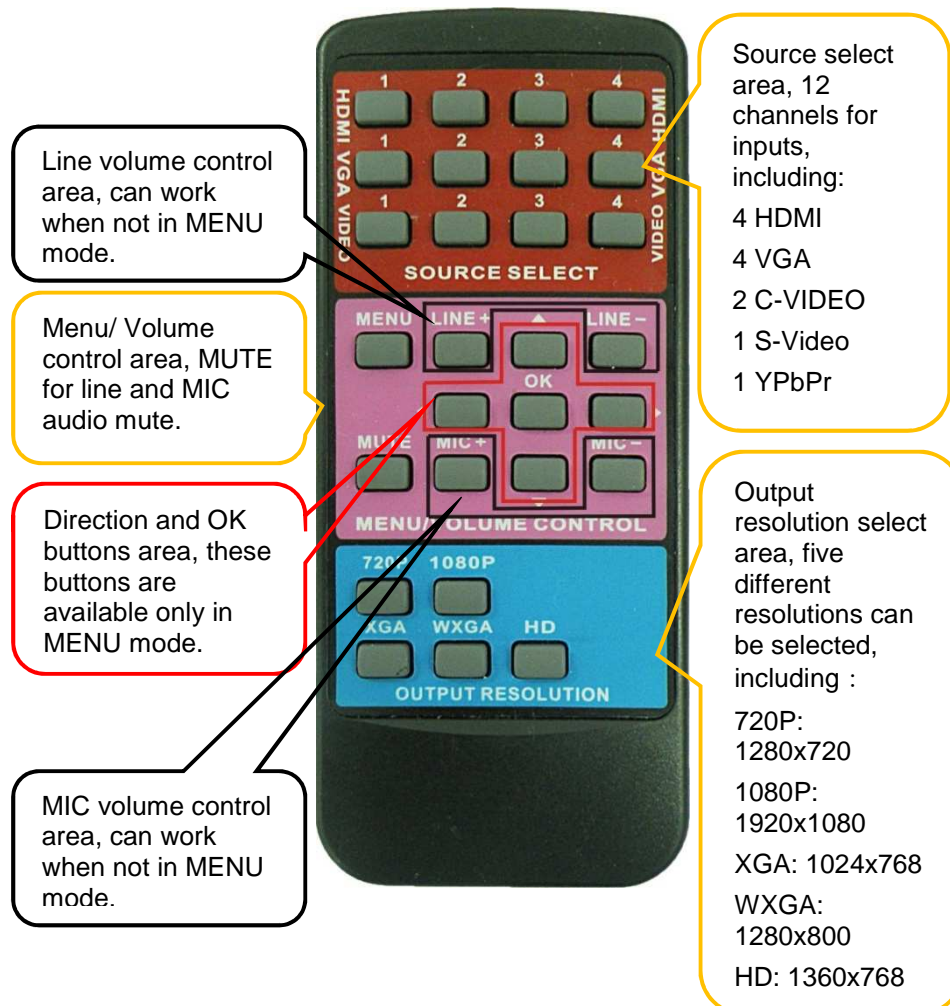 1 2 3 4
HDMI
HDMI
1 2 3 4
VGA
VGA
1 2 3 4
VIDEO
VIDEO
SOURCE SELECT
MENU LINE+ LINE−
OK
MUTE MIC+ MIC−
MENU/VOLUME CONTROL
720P 1080P
XGA WXGA HD
OUTPUT RESOLUTION
Line volume control
area, can work
when not in MENU
mode.
Menu/ Volume
control area, MUTE
for line and MIC
audio mute.
Direction and OK
buttons area, these
buttons are
available only in
MENU mode.
MIC volume control
area, can work
when not in MENU
mode.
Source select
area, 12
channels for
inputs,
including:
4 HDMI
4 VGA
2 C-VIDEO
1 S-Video
1 YPbPr
Output
resolution select
area, five
different
resolutions can
be selected,
including：
720P:
1280x720
1080P:
1920x1080
XGA: 1024x768
WXGA:
1280x800
HD: 1360x768